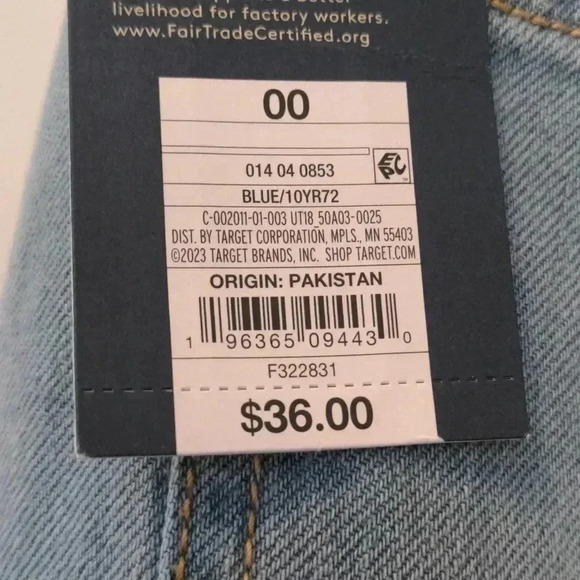 livelihood for factory workers.
www.FairTradeCertified.org
00
014 04 0853
EPC
BLUE/10YR72
C-002011-01-003 UT18 50A03-0025
DIST. BY TARGET CORPORATION, MPLS., MN 55403
©2023 TARGET BRANDS, INC. SHOP TARGET.COM
ORIGIN: PAKISTAN
1 96365 09443 0
F322831
$36.00